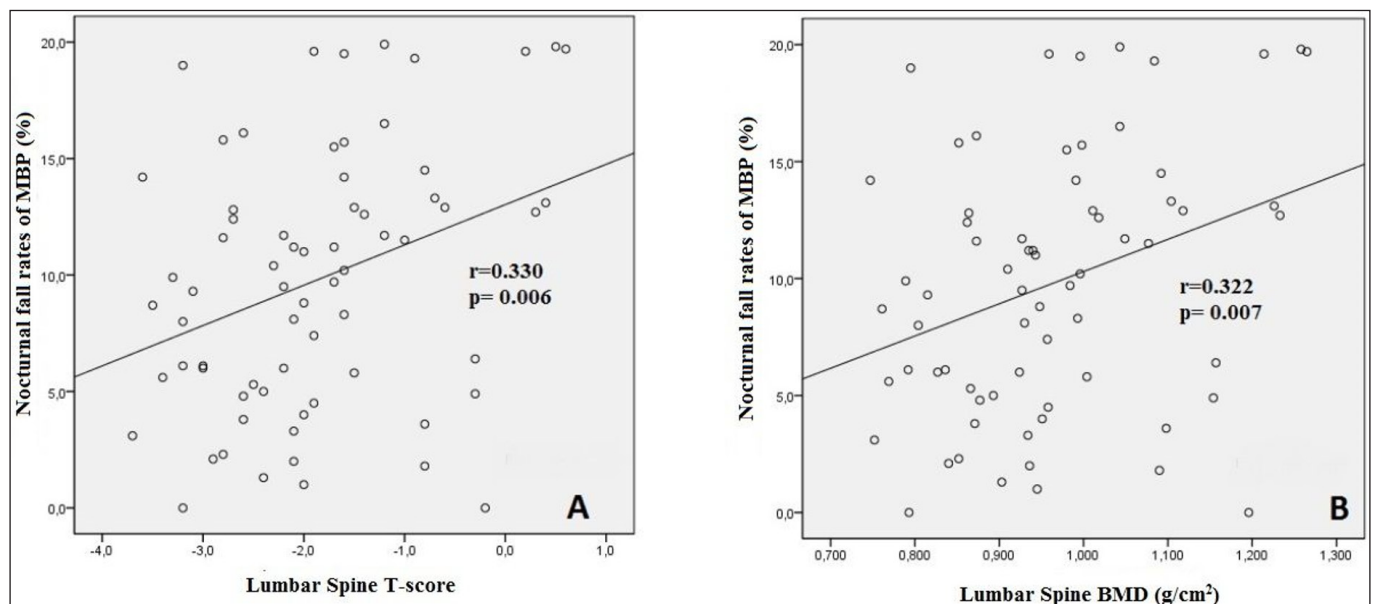 20,0
15,0
10,0
5,0
0,0
Nocturnal fall rates of MBP (%)
r=0.330
p= 0.006
A
-4,0 -3,0 -2,0 -1,0 0,0 1,0
Lumbar Spine T-score
20,0
15,0
10,0
5,0
0,0
Nocturnal fall rates of MBP (%)
r=0.322
p= 0.007
B
0,700 0,800 0,900 1,000 1,100 1,200 1,300
Lumbar Spine BMD (g/cm²)